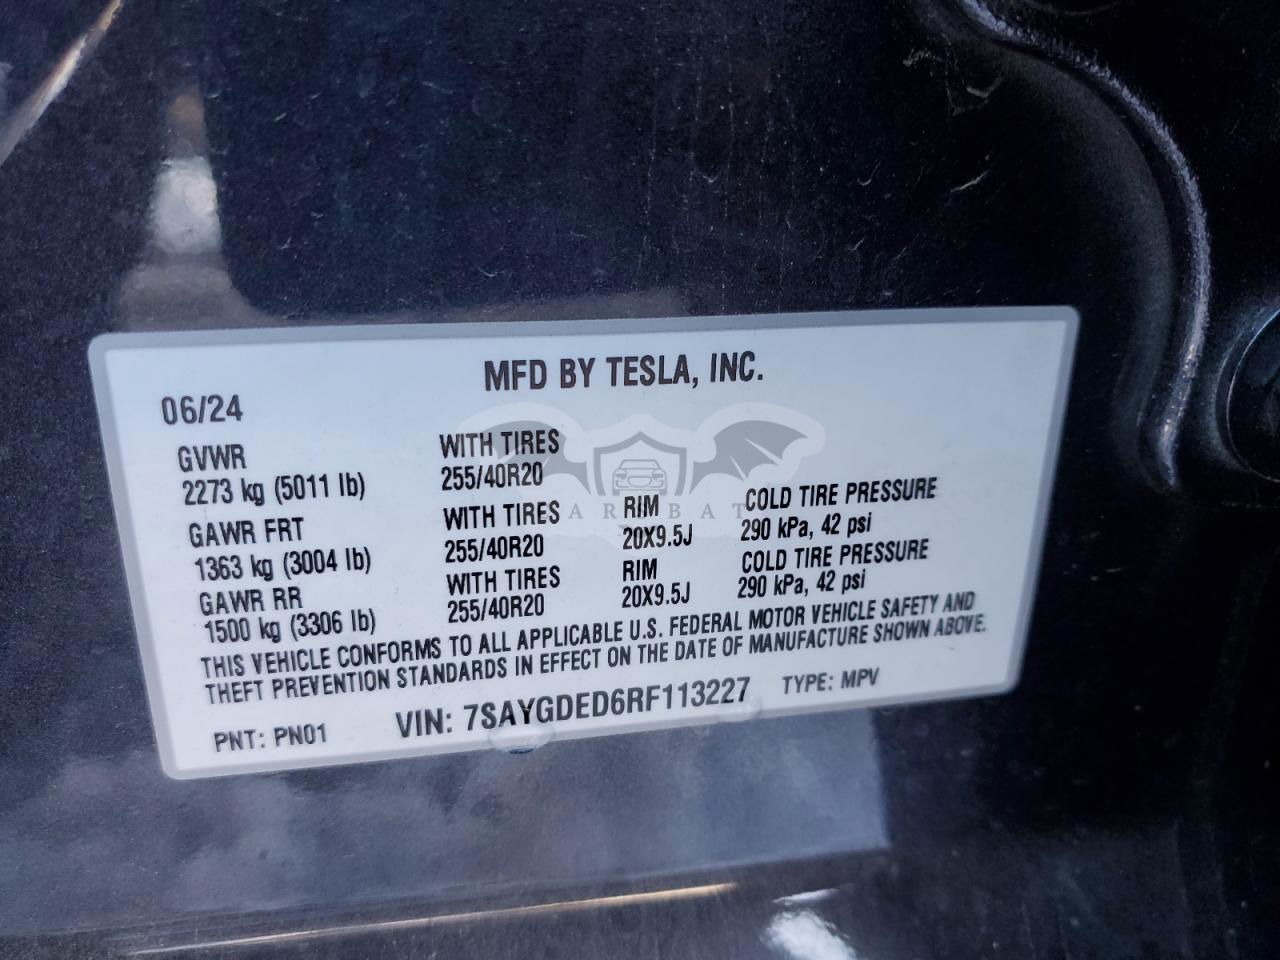 MFD BY TESLA, INC.
06/24
GVWR WITH TIRES
2273 kg (5011 lb) 255/40R20
GAWR FRT WITH TIRES RIM COLD TIRE PRESSURE
1363 kg (3004 lb) 255/40R20 20X9.5J 290 kPa, 42 psi
GAWR RR WITH TIRES RIM COLD TIRE PRESSURE
1500 kg (3306 lb) 255/40R20 20X9.5J 290 kPa, 42 psi
THIS VEHICLE CONFORMS TO ALL APPLICABLE U.S. FEDERAL MOTOR VEHICLE SAFETY AND
THEFT PREVENTION STANDARDS IN EFFECT ON THE DATE OF MANUFACTURE SHOWN ABOVE.
PNT: PN01 VIN: 7SAYGDED6RF113227 TYPE: MPV